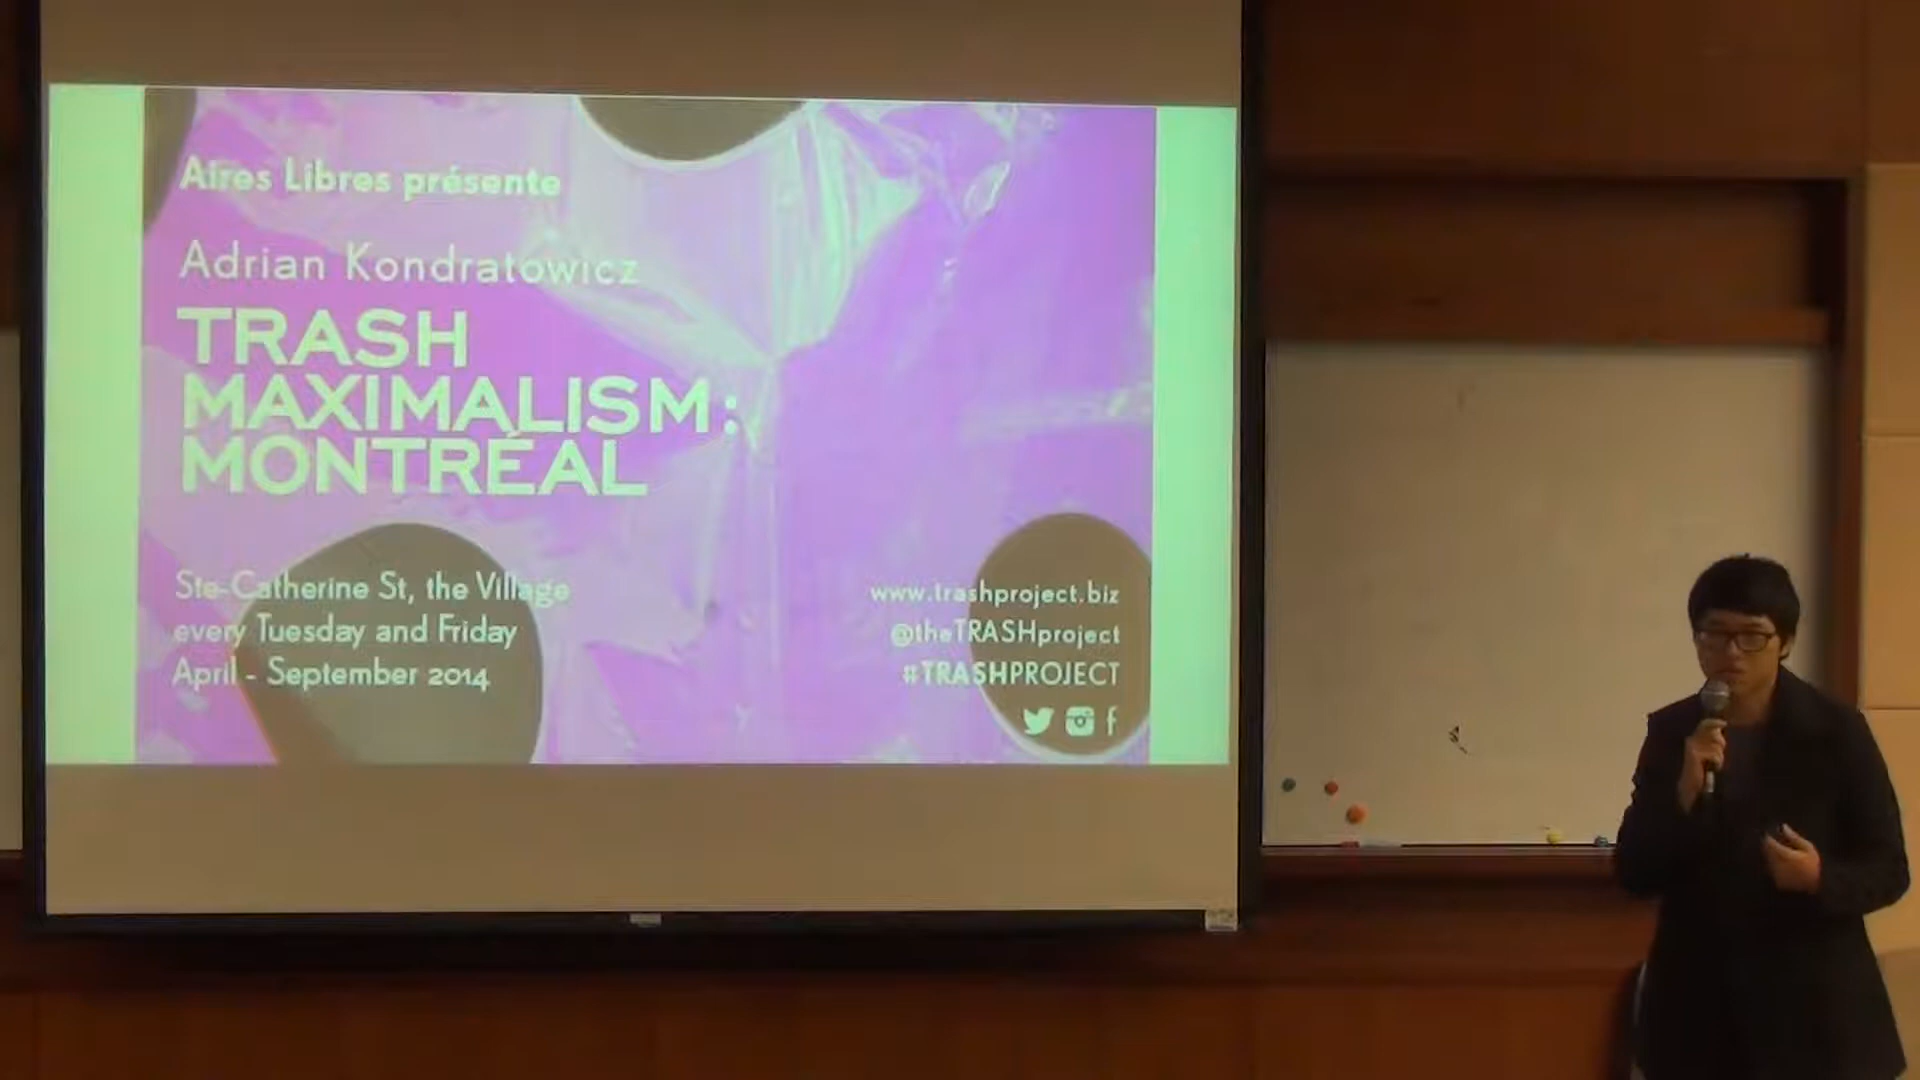 Aires Libres présente
Adrian Kondratowicz
TRASH
MAXIMALISM:
MONTRÉAL
Ste-Catherine St, the Village
every Tuesday and Friday
April - September 2014
www.trashproject.biz
@theTRASHproject
#TRASHPROJECT